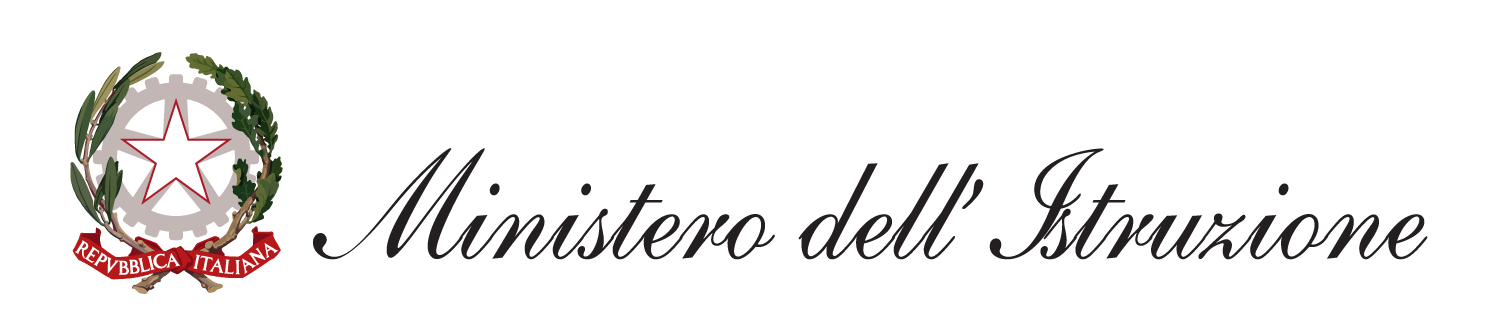 REPVBBLICA ITALIANA
Ministero dell' Istruzione